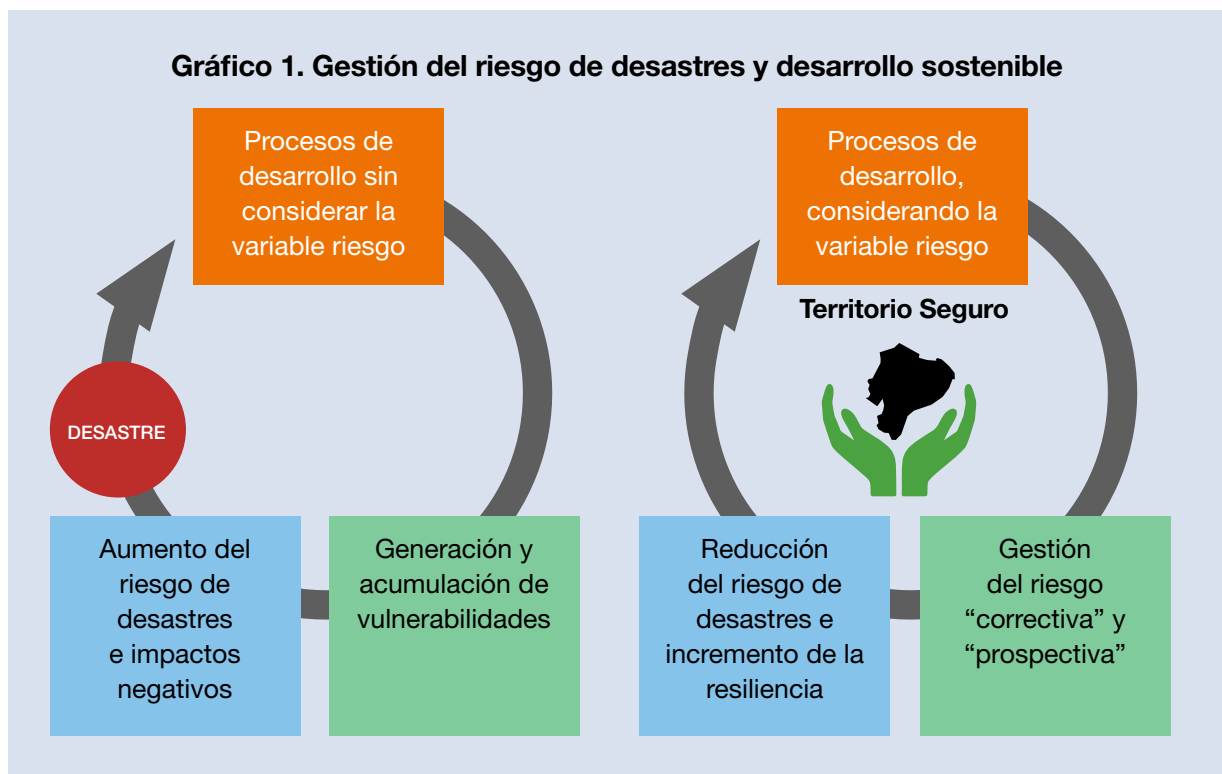 Gráfico 1. Gestión del riesgo de desastres y desarrollo sostenible
Procesos de
desarrollo sin
considerar la
variable riesgo
DESASTRE
Aumento del
riesgo de
desastres
e impactos
negativos
Generación y
acumulación de
vulnerabilidades
Procesos de
desarrollo,
considerando la
variable riesgo
Territorio Seguro
Reducción
del riesgo de
desastres e
incremento de la
resiliencia
Gestión
del riesgo
“correctiva” y
“prospectiva”